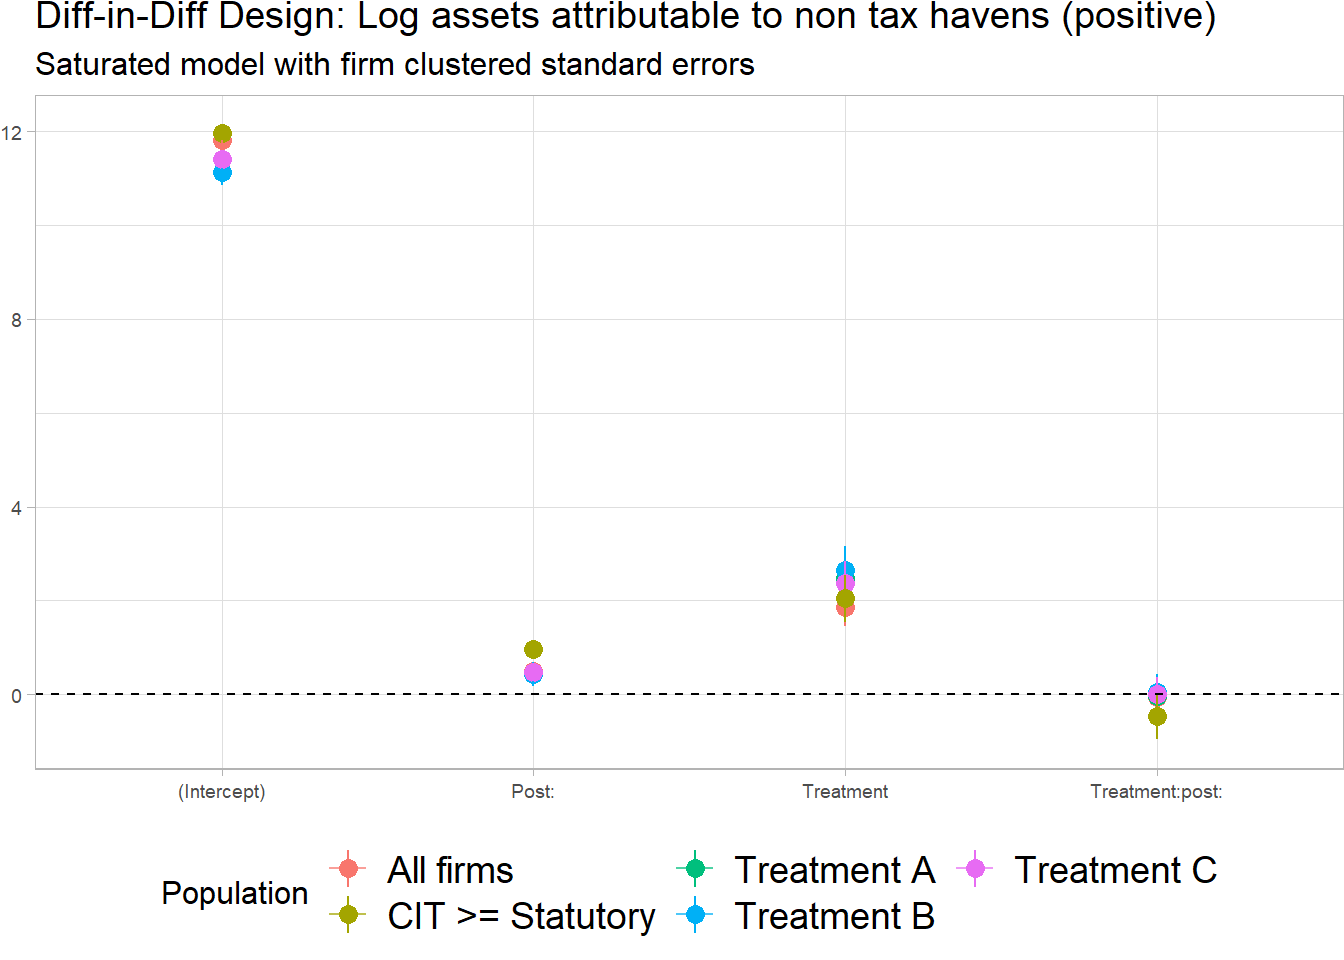 Diff-in-Diff Design: Log assets attributable to non tax havens (positive)
Saturated model with firm clustered standard errors
12
8
4
0
(Intercept) Post: Treatment Treatment:post:
Population
All firms Treatment A Treatment C
CIT >= Statutory Treatment B